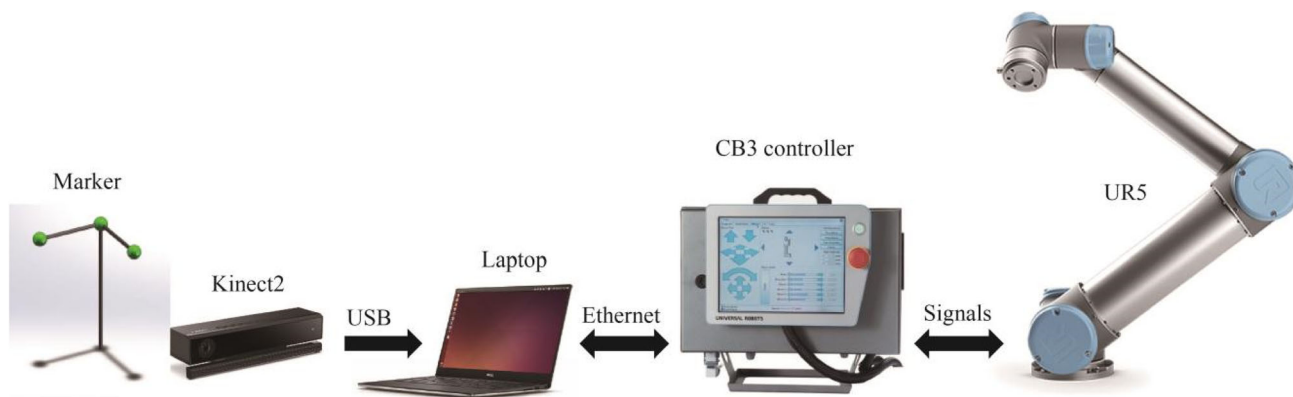 Marker
Kinect2
USB
Laptop
Ethernet
CB3 controller
UNIVERSAL ROBOTS
Signals
UR5